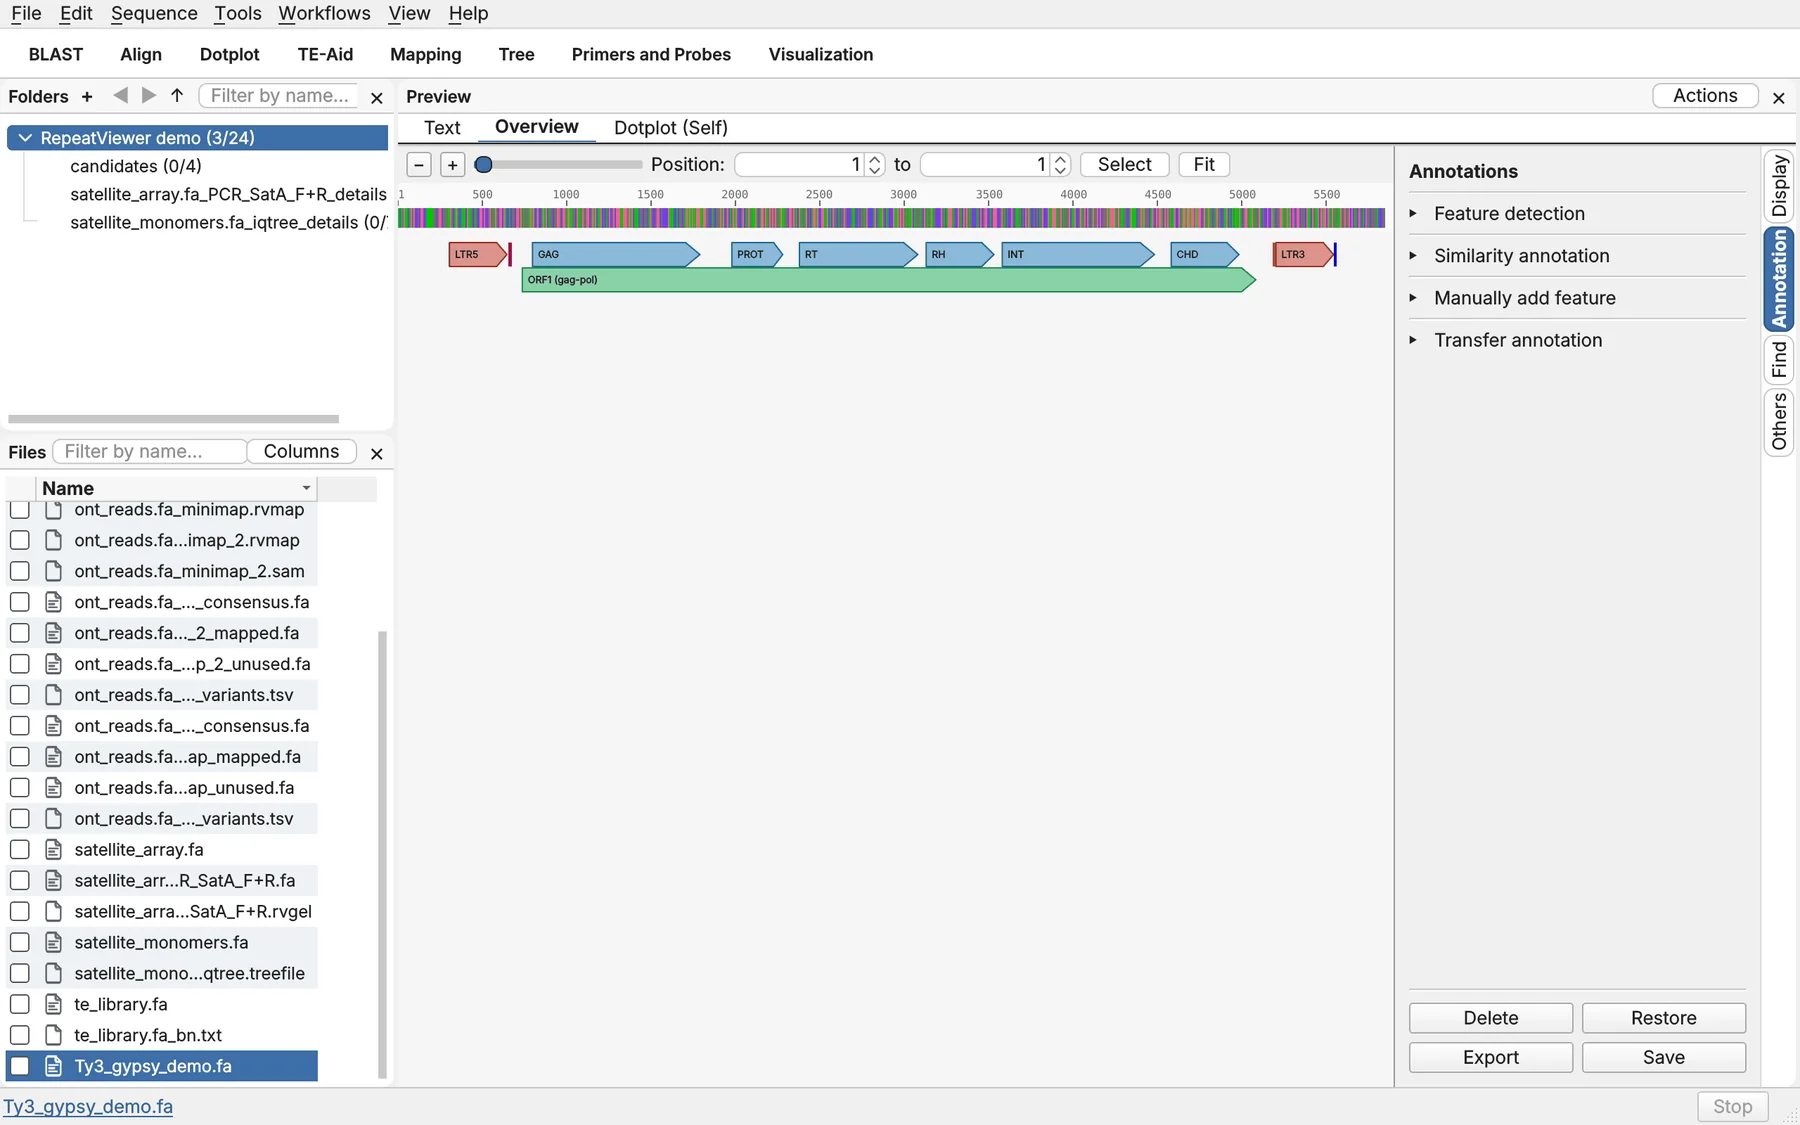 File Edit Sequence Tools Workflows View Help
BLAST Align Dotplot TE-Aid Mapping Tree Primers and Probes Visualization
Folders + Filter by name...
RepeatViewer demo (3/24)
candidates (0/4)
satellite_array.fa_PCR_SatA_F+R_details
satellite_monomers.fa_iqtree_details (0/
Files Filter by name... Columns
Name
ont_reads.fa_minimap.rvmap
ont_reads.fa...imap_2.rvmap
ont_reads.fa_minimap_2.sam
ont_reads.fa_..._consensus.fa
ont_reads.fa..._2_mapped.fa
ont_reads.fa_...p_2_unused.fa
ont_reads.fa_..._variants.tsv
ont_reads.fa_..._consensus.fa
ont_reads.fa...ap_mapped.fa
ont_reads.fa...ap_unused.fa
ont_reads.fa_..._variants.tsv
satellite_array.fa
satellite_arr...R_SatA_F+R.fa
satellite_arra...SatA_F+R.rvgel
satellite_monomers.fa
satellite_mono...qtree.treefile
te_library.fa
te_library.fa_bn.txt
Ty3_gypsy_demo.fa
Preview Actions
Text Overview Dotplot (Self)
− + Position: 1 to 1 Select Fit
1 500 1000 1500 2000 2500 3000 3500 4000 4500 5000 5500
LTR5 GAG PROT RT RH INT CHD LTR3
ORF1 (gag-pol)
Annotations
Feature detection
Similarity annotation
Manually add feature
Transfer annotation
Delete Restore
Export Save
Display
Annotation
Find
Others
Ty3_gypsy_demo.fa Stop